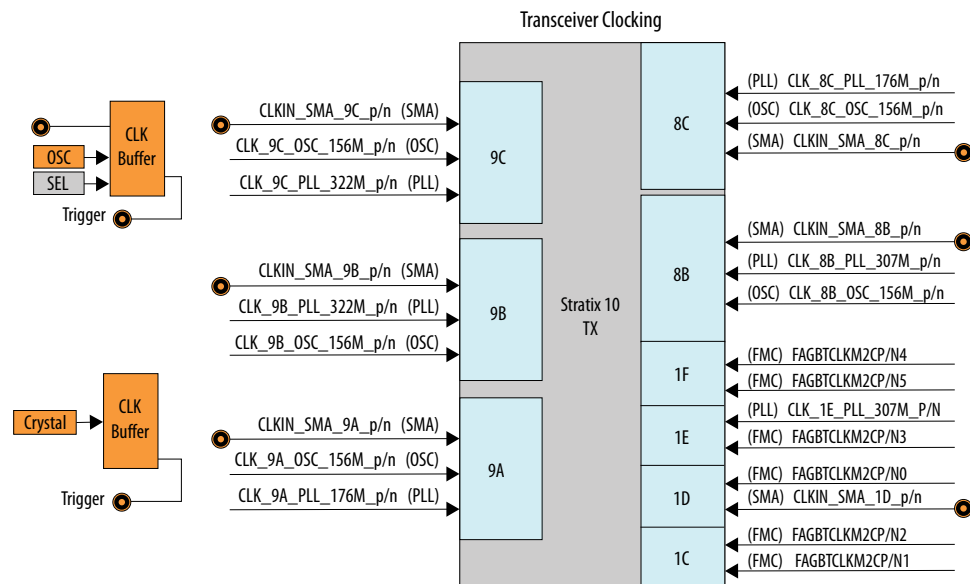 Transceiver Clocking
CLK
Buffer
OSC
SEL
Trigger
CLKIN_SMA_9C_p/n (SMA)
CLK_9C_OSC_156M_p/n (OSC)
CLK_9C_PLL_322M_p/n (PLL)
9C
CLKIN_SMA_9B_p/n (SMA)
CLK_9B_PLL_322M_p/n (PLL)
CLK_9B_OSC_156M_p/n (OSC)
9B
Crystal
CLK
Buffer
Trigger
CLKIN_SMA_9A_p/n (SMA)
CLK_9A_OSC_156M_p/n (OSC)
CLK_9A_PLL_176M_p/n (PLL)
9A
Stratix 10
TX
8C
(PLL) CLK_8C_PLL_176M_p/n
(OSC) CLK_8C_OSC_156M_p/n
(SMA) CLKIN_SMA_8C_p/n
8B
(SMA) CLKIN_SMA_8B_p/n
(PLL) CLK_8B_PLL_307M_p/n
(OSC) CLK_8B_OSC_156M_p/n
1F
(FMC) FAGBTCLKM2CP/N4
(FMC) FAGBTCLKM2CP/N5
1E
(PLL) CLK_1E_PLL_307M_P/N
(FMC) FAGBTCLKM2CP/N3
1D
(FMC) FAGBTCLKM2CP/N0
(SMA) CLKIN_SMA_1D_p/n
1C
(FMC) FAGBTCLKM2CP/N2
(FMC) FAGBTCLKM2CP/N1